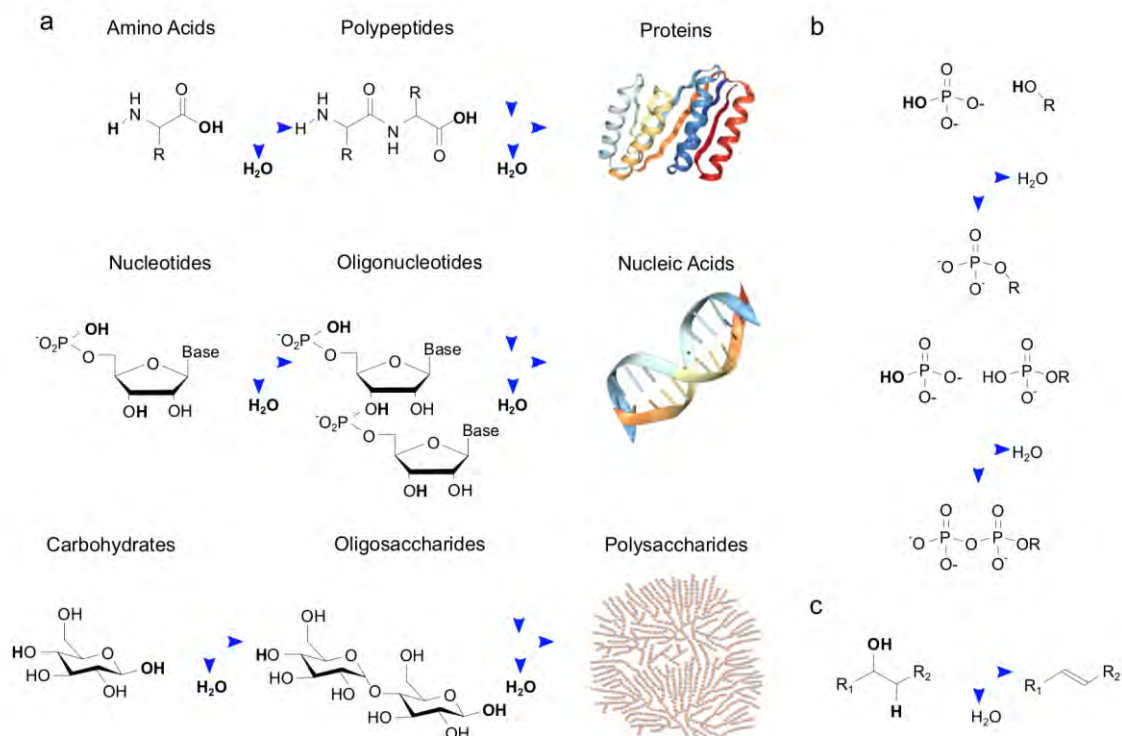 a
Amino Acids
Polypeptides
Proteins
H
N
H
O
OH
R
H2O
H
N
H
R
O
N
H
R
O
OH
H2O
Nucleotides
Oligonucleotides
Nucleic Acids
OH
-O2P
O
O
Base
OH OH
H2O
OH
-O2P
O
O
Base
OH OH
-O2P
O
O
Base
OH OH
H2O
Carbohydrates
Oligosaccharides
Polysaccharides
OH
HO
O
HO
OH
OH
H2O
OH
HO
O
HO
OH
OH
O
O
HO
OH
OH
H2O
b
O
HO P O-
O-
HO
R
H2O
O
-O P O
O-
R
O
HO P O-
O-
O
HO P OR
O-
H2O
O O
-O P O P OR
O- O-
c
OH
R1 R2
H
H2O
R1 R2